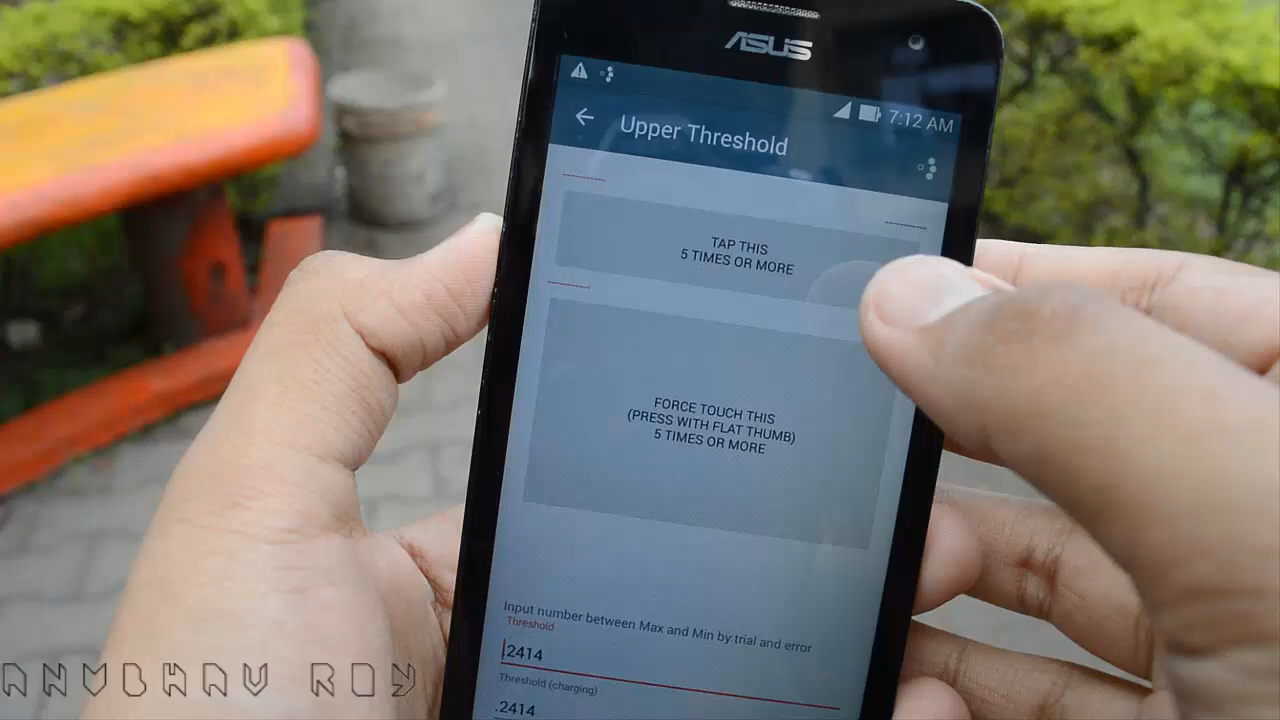 ASUS
7:12 AM
Upper Threshold
TAP THIS
5 TIMES OR MORE
FORCE TOUCH THIS
(PRESS WITH FLAT THUMB)
5 TIMES OR MORE
Input number between Max and Min by trial and error
Threshold
.2414
Threshold (charging)
.2414
ANUBHAV ROY